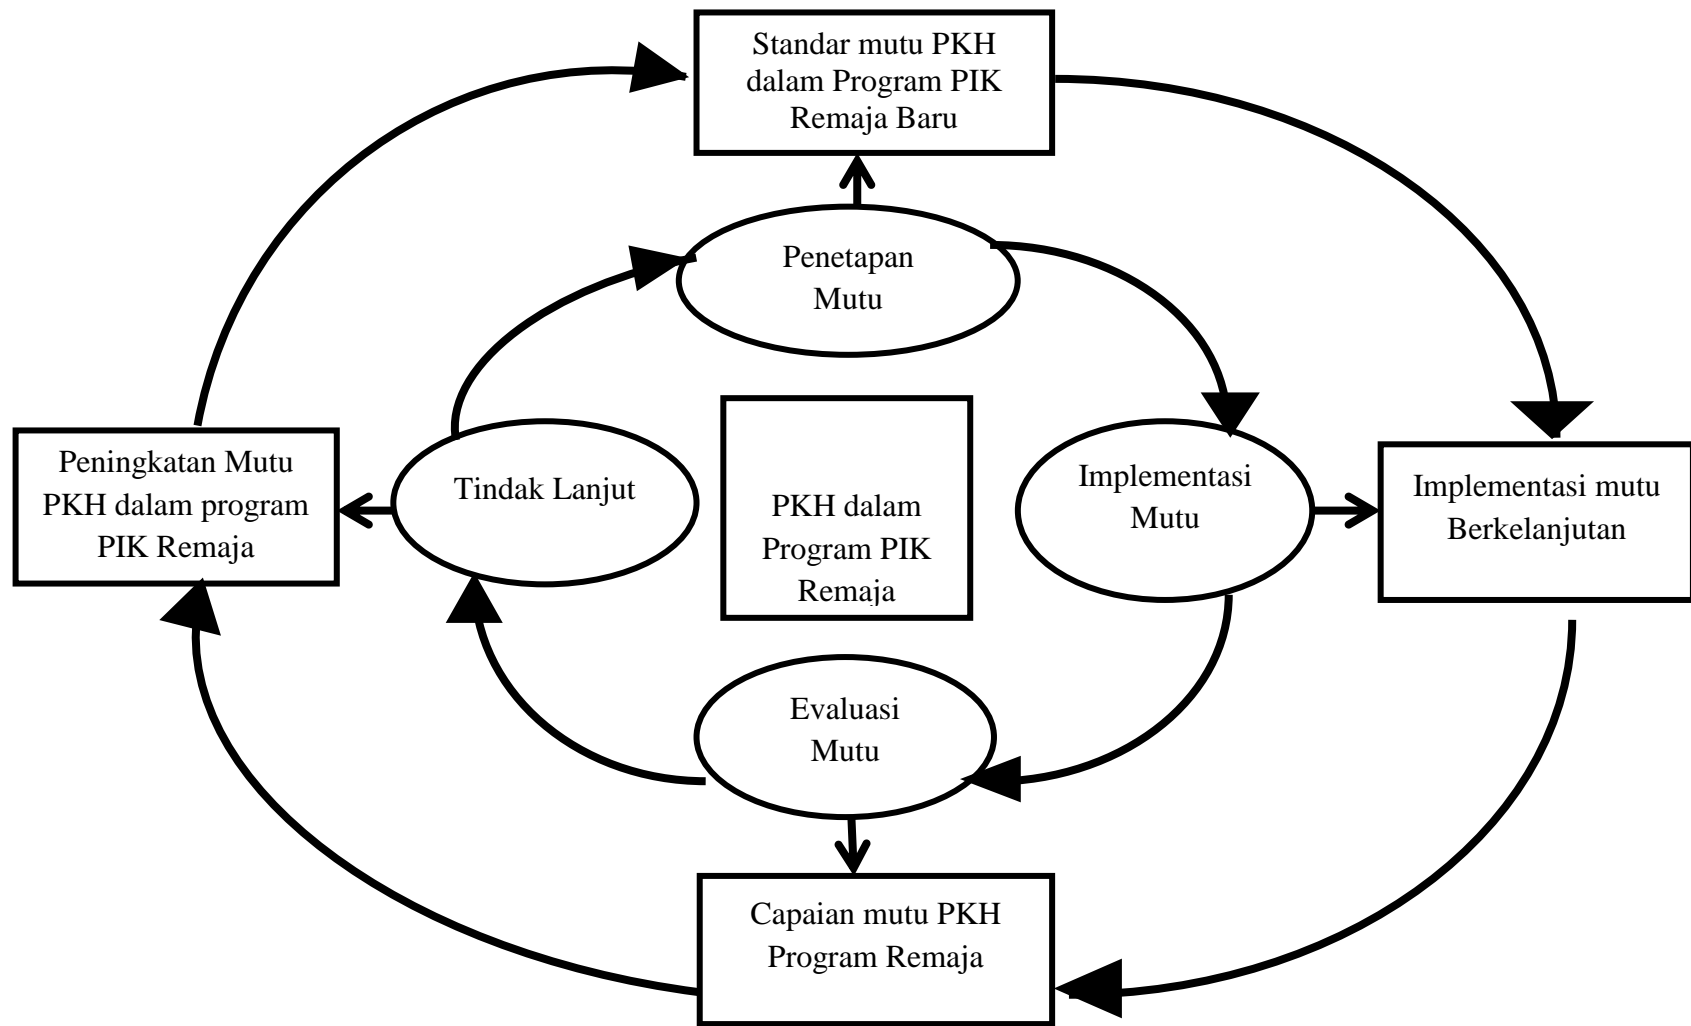 Standar mutu PKH
dalam Program PIK
Remaja Baru
Penetapan
Mutu
Peningkatan Mutu
PKH dalam program
PIK Remaja
Tindak Lanjut
PKH dalam
Program PIK
Remaja
Implementasi
Mutu
Implementasi mutu
Berkelanjutan
Evaluasi
Mutu
Capaian mutu PKH
Program Remaja